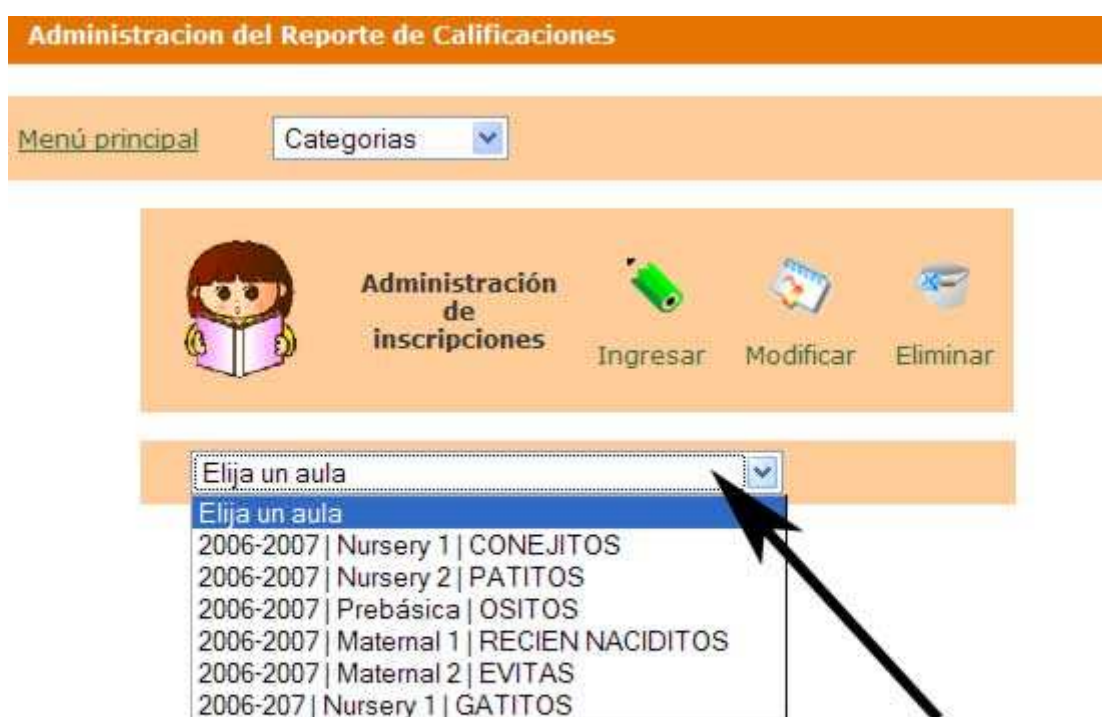 Administracion del Reporte de Calificaciones
Menú principal
Categorias
Administración
de
inscripciones
Ingresar
Modificar
Eliminar
Elija un aula
Elija un aula
2006-2007 | Nursery 1 | CONEJITOS
2006-2007 | Nursery 2 | PATITOS
2006-2007 | Prebásica | OSITOS
2006-2007 | Maternal 1 | RECIEN NACIDITOS
2006-2007 | Maternal 2 | EVITAS
2006-207 | Nursery 1 | GATITOS